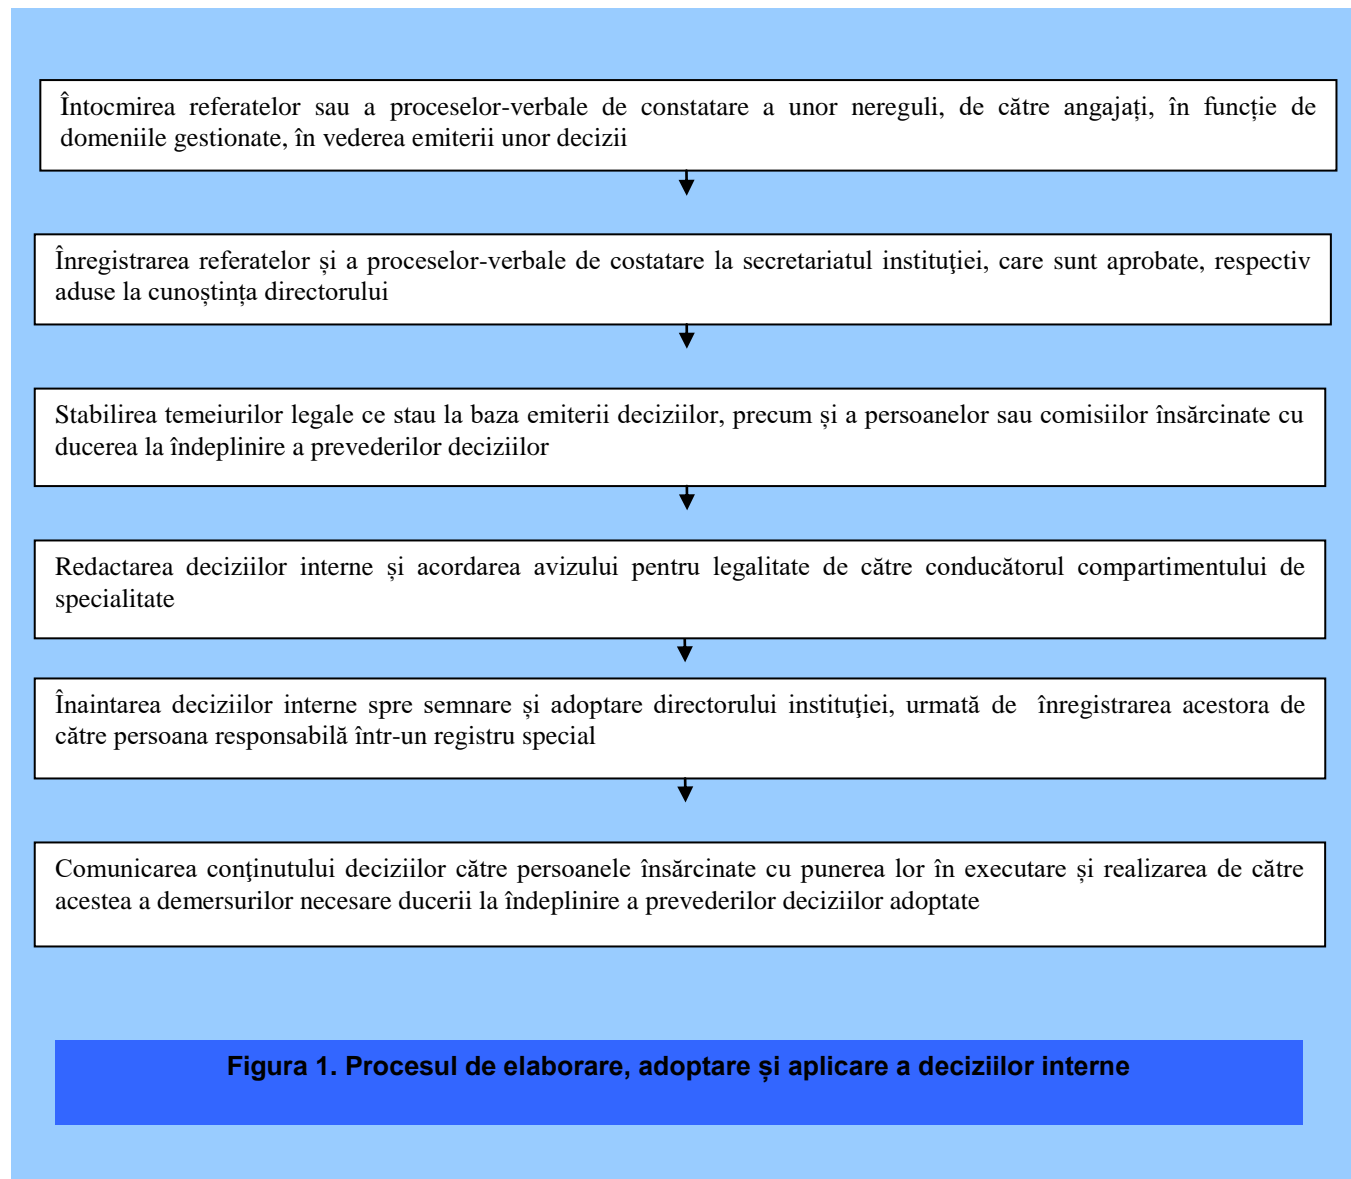 Întocmirea referatelor sau a proceselor-verbale de constatare a unor nereguli, de către angajați, în funcție de
domeniile gestionate, în vederea emiterii unor decizii
Înregistrarea referatelor și a proceselor-verbale de costatare la secretariatul instituţiei, care sunt aprobate, respectiv
aduse la cunoștința directorului
Stabilirea temeiurilor legale ce stau la baza emiterii deciziilor, precum și a persoanelor sau comisiilor însărcinate cu
ducerea la îndeplinire a prevederilor deciziilor
Redactarea deciziilor interne și acordarea avizului pentru legalitate de către conducătorul compartimentului de
specialitate
Înaintarea deciziilor interne spre semnare și adoptare directorului instituţiei, urmată de înregistrarea acestora de
către persoana responsabilă într-un registru special
Comunicarea conţinutului deciziilor către persoanele însărcinate cu punerea lor în executare și realizarea de către
acestea a demersurilor necesare ducerii la îndeplinire a prevederilor deciziilor adoptate
Figura 1. Procesul de elaborare, adoptare și aplicare a deciziilor interne